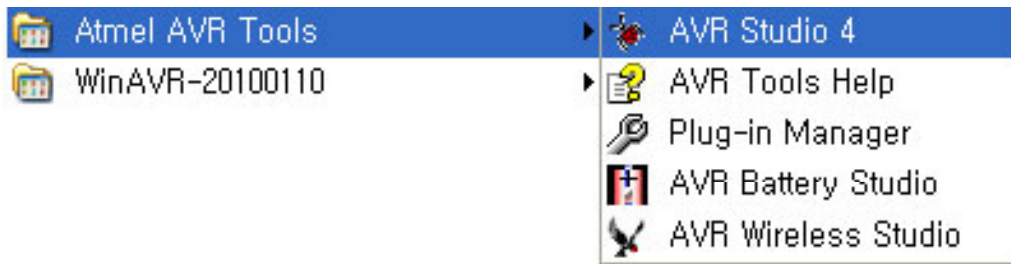 Atmel AVR Tools
WinAVR-20100110
AVR Studio 4
AVR Tools Help
Plug-in Manager
AVR Battery Studio
AVR Wireless Studio